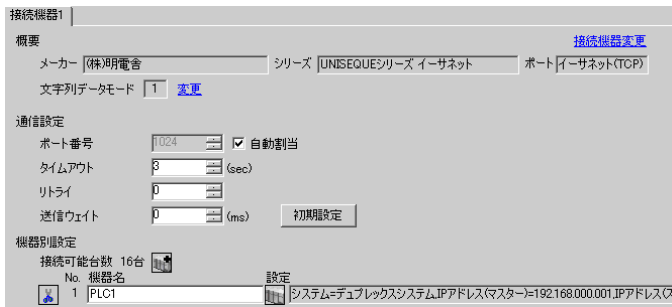 接続機器1
概要
接続機器変更
メーカー (株)明電舎 シリーズ UNISEQUEシリーズ イーサネット ポート イーサネット(TCP)
文字列データモード 1 変更
通信設定
ポート番号 1024 自動割当
タイムアウト 3 (sec)
リトライ 0
送信ウェイト 0 (ms) 初期設定
機器別設定
接続可能台数 16台
No. 機器名 設定
1 PLC1 システム=デュプレックスシステム,IPアドレス(マスター)=192.168.000.001,IPアドレス(ス